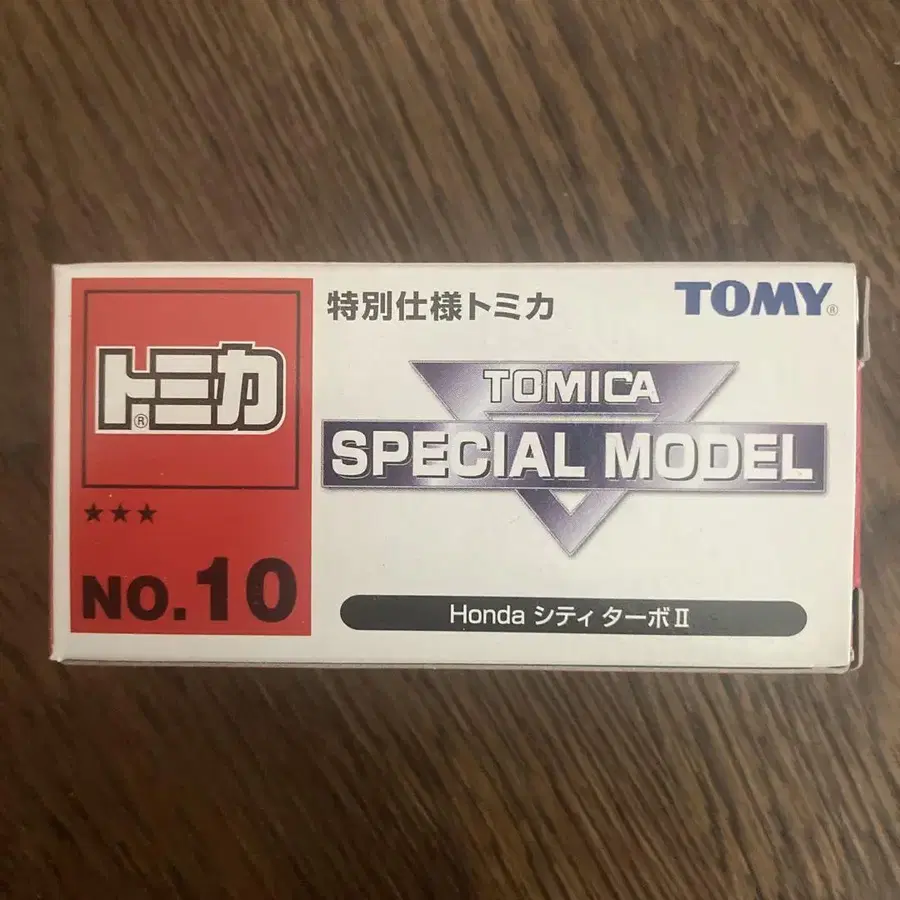 トミカ®
★★★
NO.10
特別仕様トミカ
TOMY®
TOMICA
SPECIAL MODEL
Honda シティ ターボⅡ